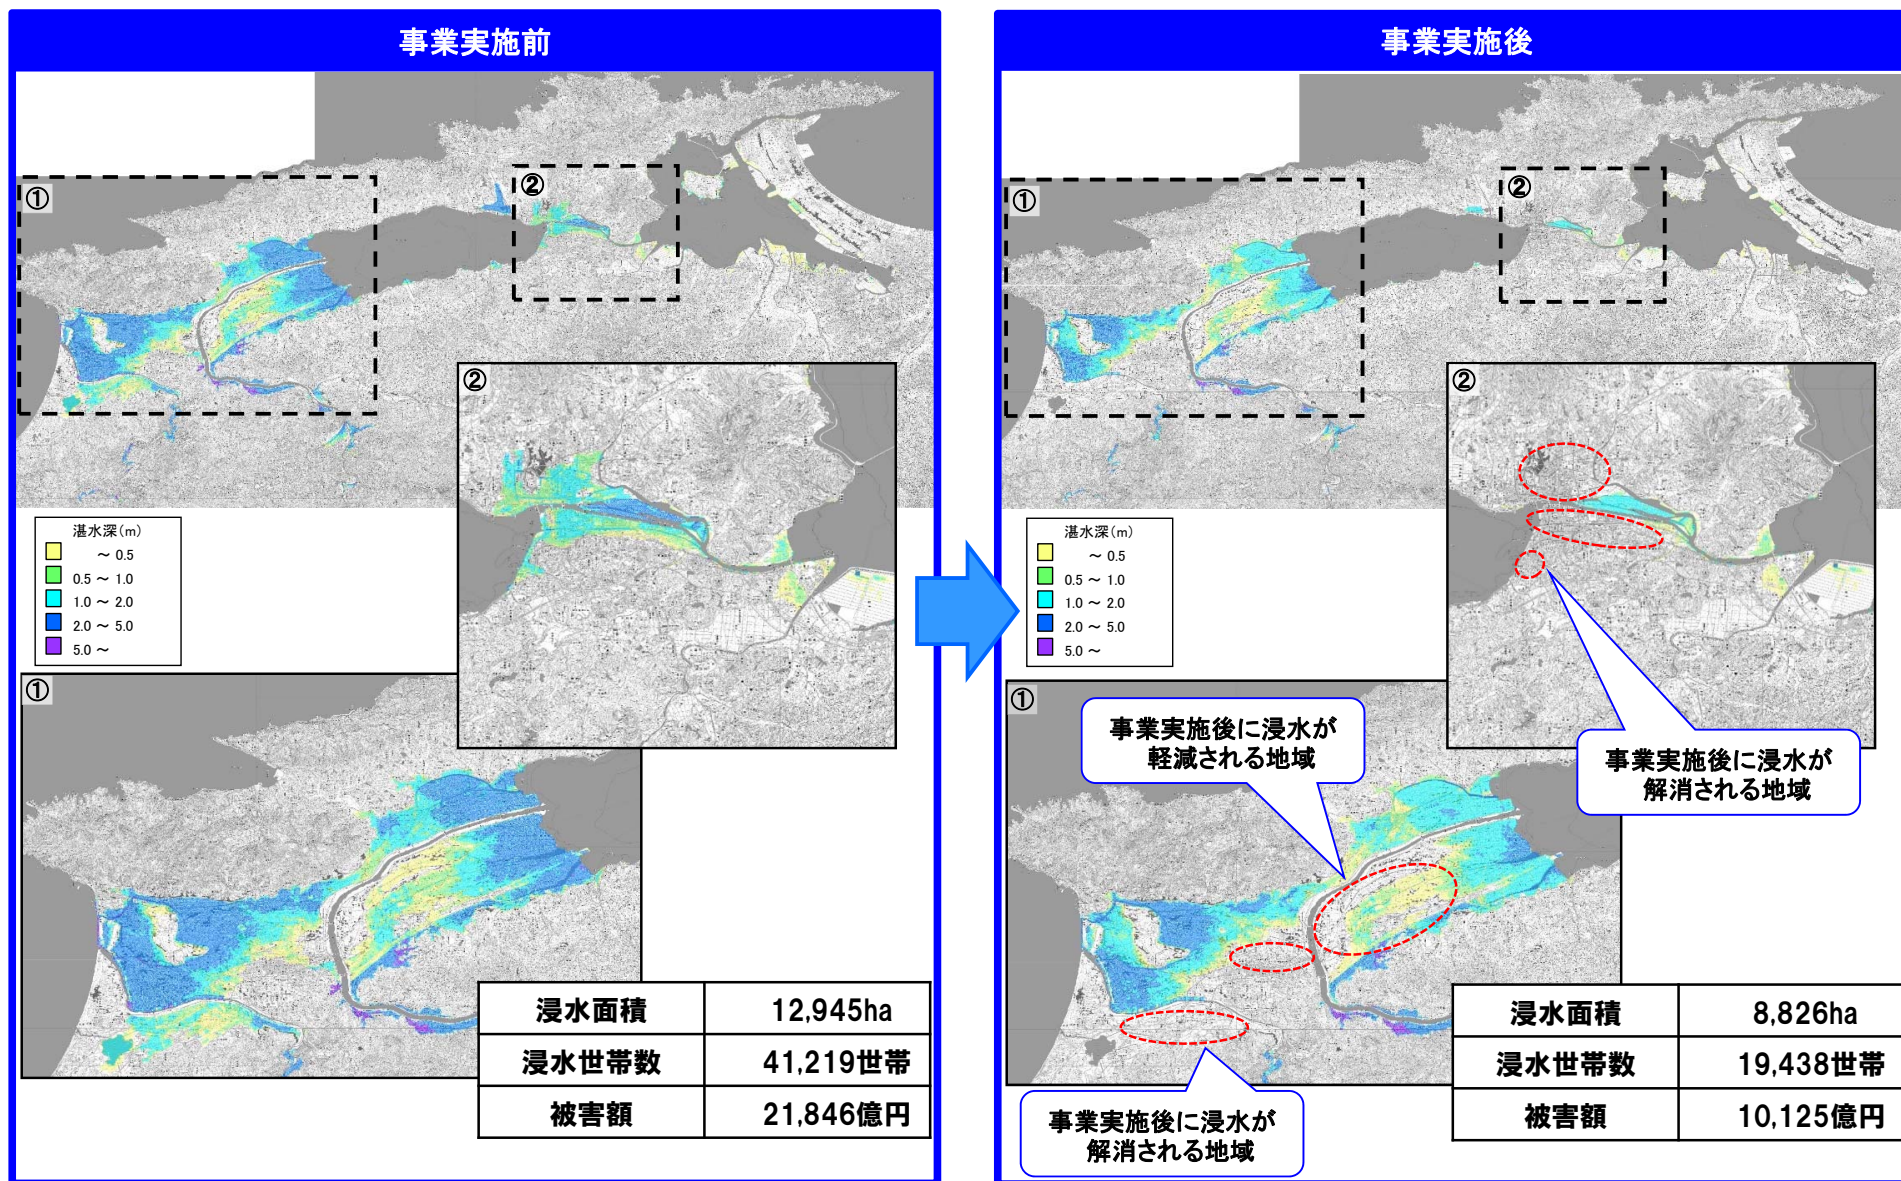 事業実施前
①
②
②
湛水深(m)
～ 0.5
0.5 ～ 1.0
1.0 ～ 2.0
2.0 ～ 5.0
5.0 ～
①
浸水面積 12,945ha
浸水世帯数 41,219世帯
被害額 21,846億円
事業実施後
①
②
②
湛水深(m)
～ 0.5
0.5 ～ 1.0
1.0 ～ 2.0
2.0 ～ 5.0
5.0 ～
①
事業実施後に浸水が
軽減される地域
事業実施後に浸水が
解消される地域
浸水面積 8,826ha
浸水世帯数 19,438世帯
被害額 10,125億円
事業実施後に浸水が
解消される地域